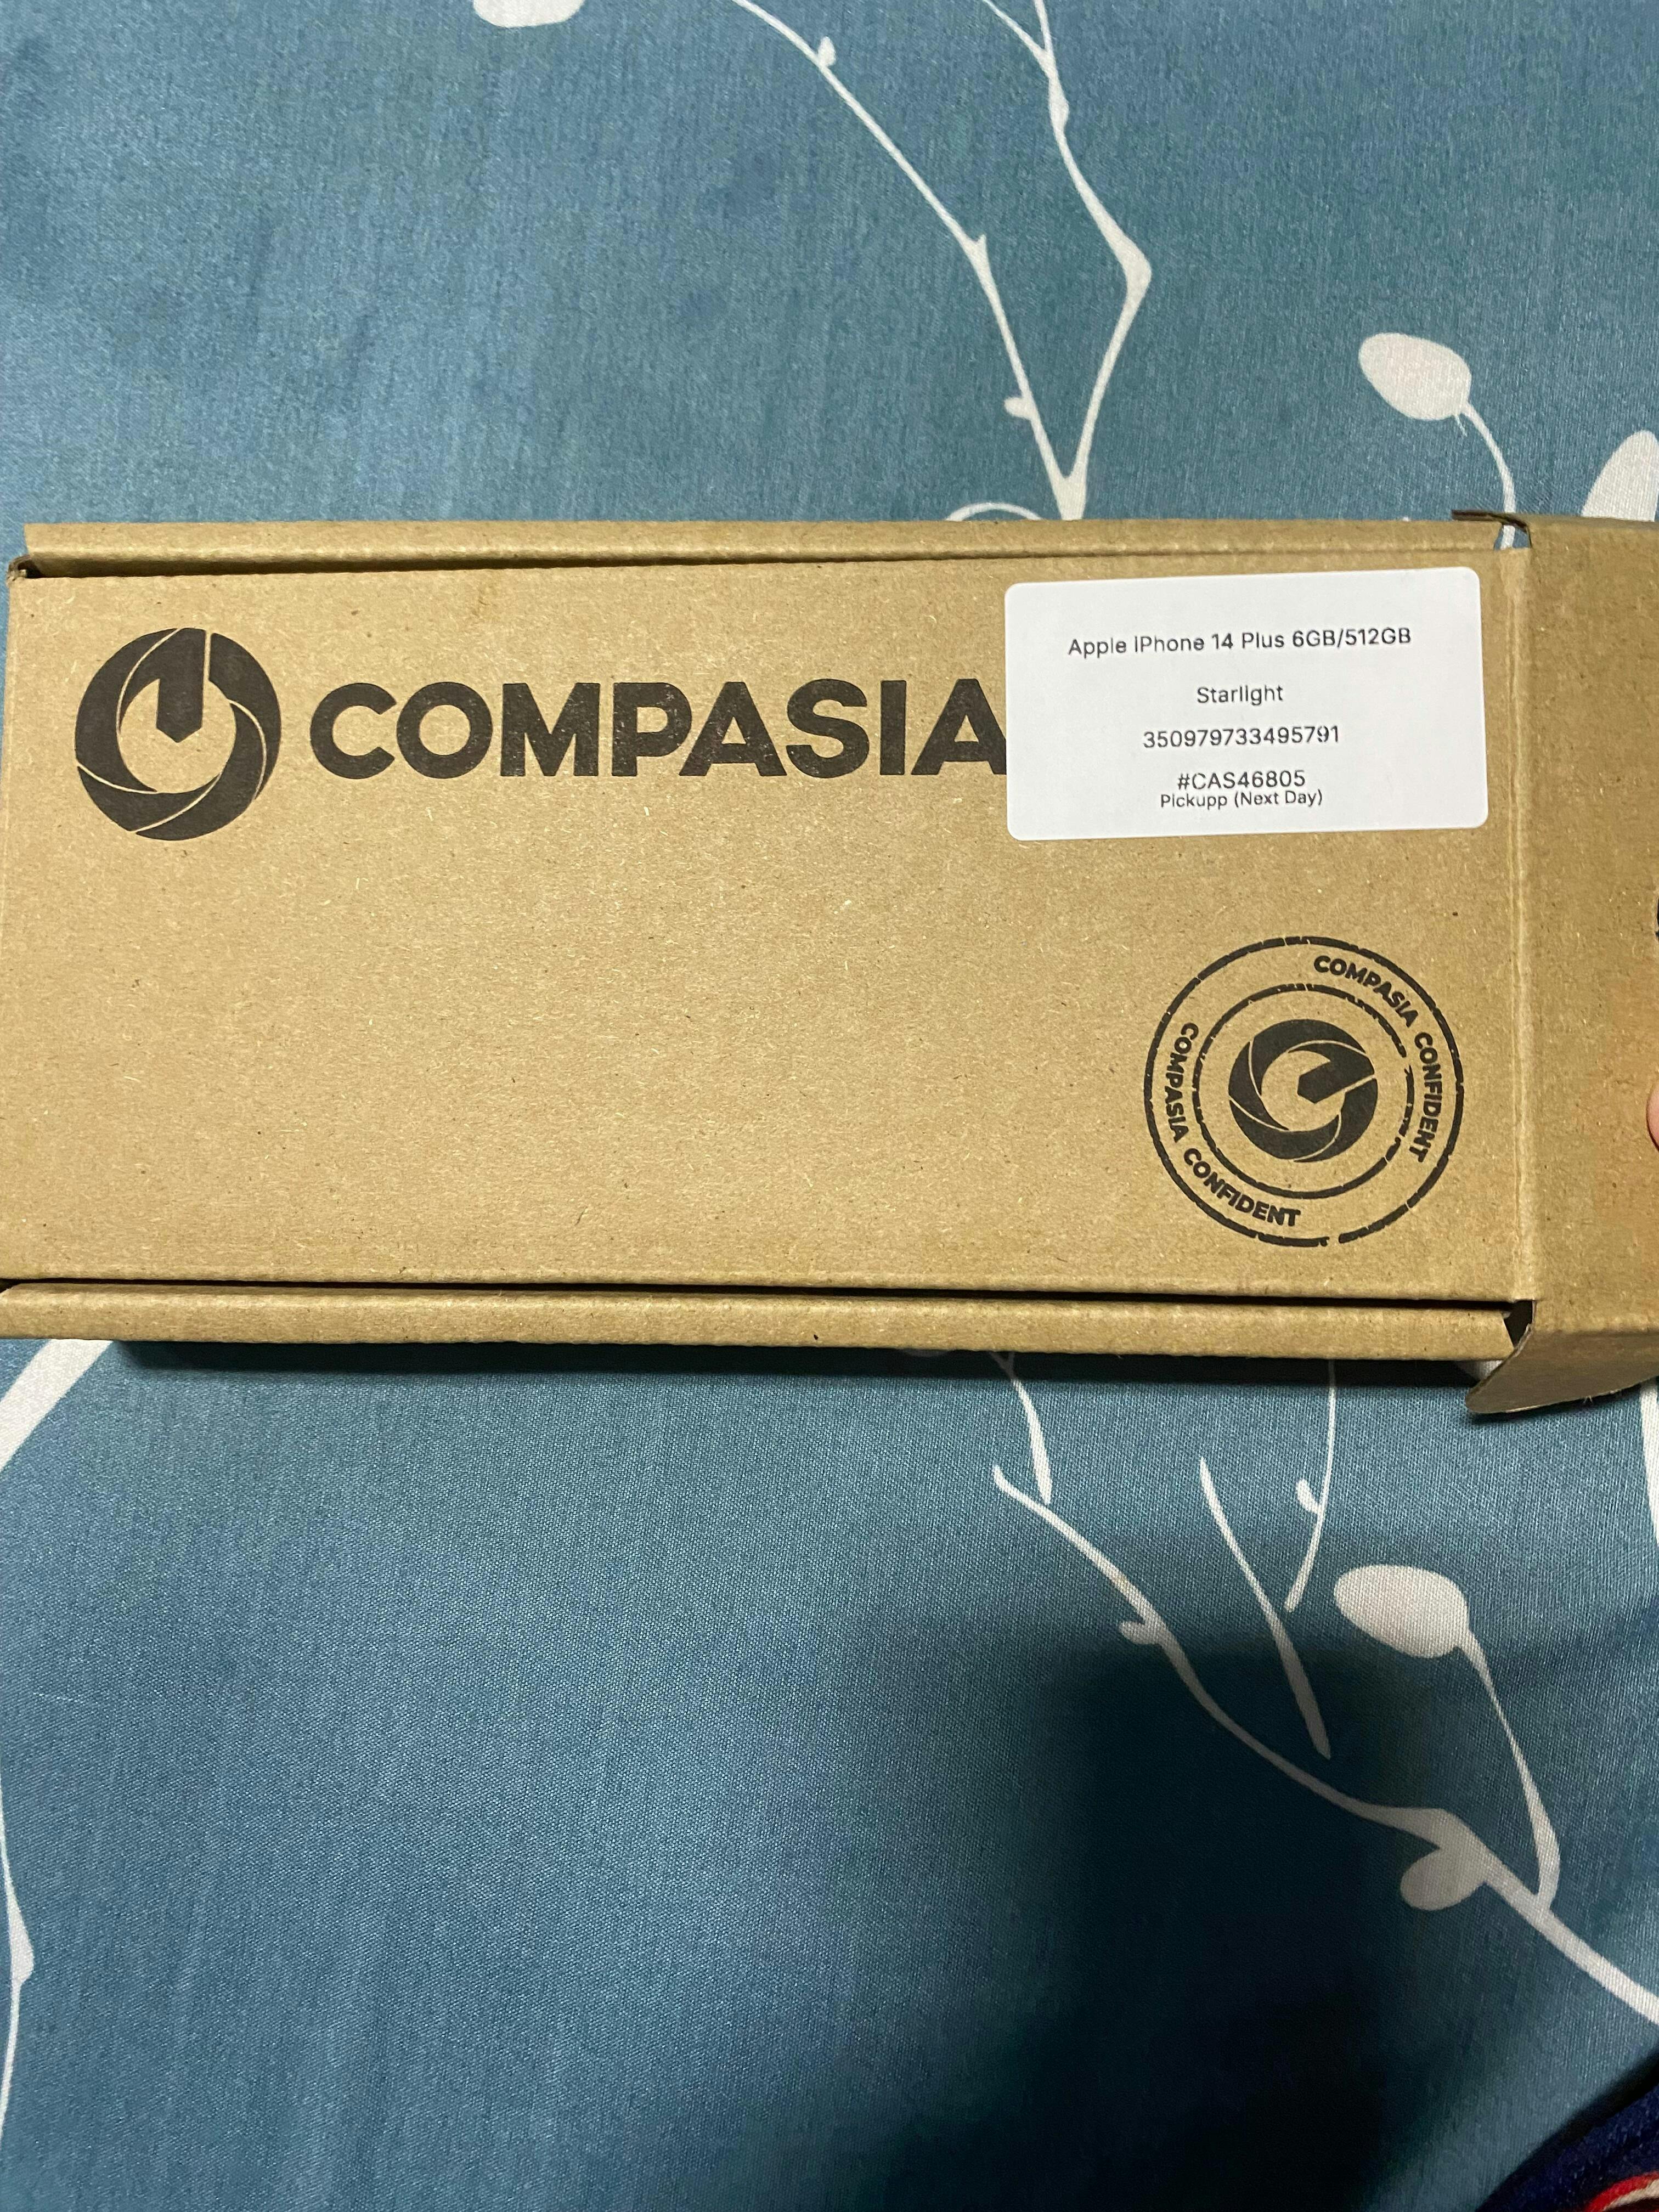 COMPASIA
Apple iPhone 14 Plus 6GB/512GB
Starlight
350979733495791
#CAS46805
Pickupp (Next Day)
COMPASIA CONFIDENT
COMPASIA CONFIDENT